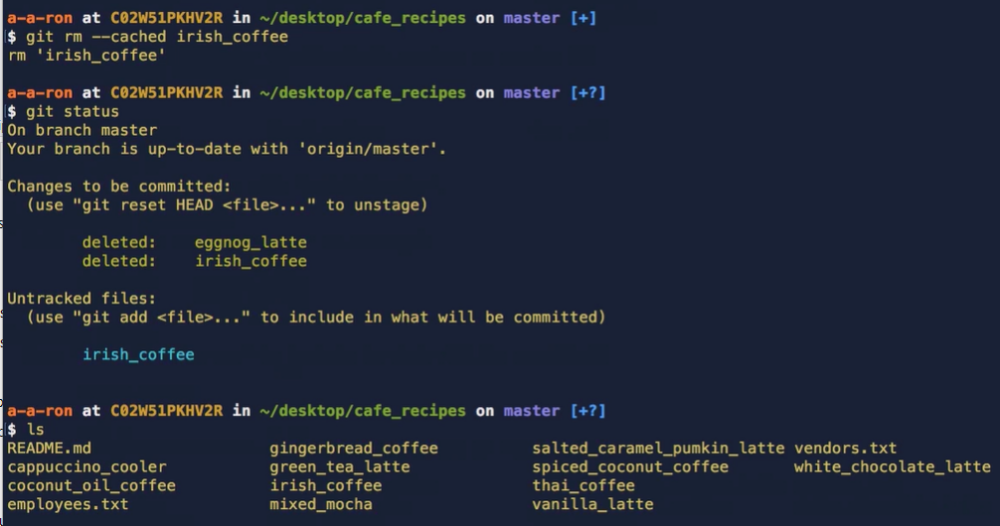 a-a-ron at C02W51PKHV2R in ~/desktop/cafe_recipes on master [+]
$ git rm --cached irish_coffee
rm 'irish_coffee'
a-a-ron at C02W51PKHV2R in ~/desktop/cafe_recipes on master [+?]
$ git status
On branch master
Your branch is up-to-date with 'origin/master'.
Changes to be committed:
(use "git reset HEAD <file>..." to unstage)
deleted: eggnog_latte
deleted: irish_coffee
Untracked files:
(use "git add <file>..." to include in what will be committed)
irish_coffee
a-a-ron at C02W51PKHV2R in ~/desktop/cafe_recipes on master [+?]
$ ls
README.md gingerbread_coffee salted_caramel_pumkin_latte vendors.txt
cappuccino_cooler green_tea_latte spiced_coconut_coffee white_chocolate_latte
coconut_oil_coffee irish_coffee thai_coffee
employees.txt mixed_mocha vanilla_latte